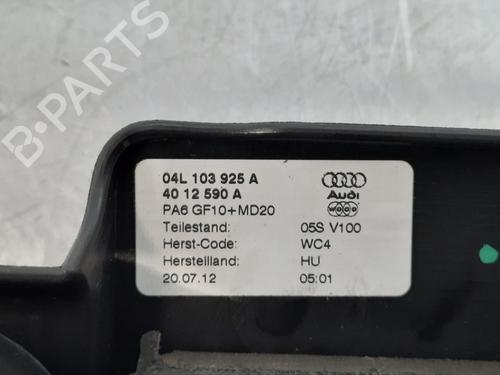 B-PARTS
04L 103 925 A
40 12 590 A
Audi
PA6 GF10+MD20
Teilestand: 05S V100
Herst-Code: WC4
Herstellland: HU
20.07.12 05:01